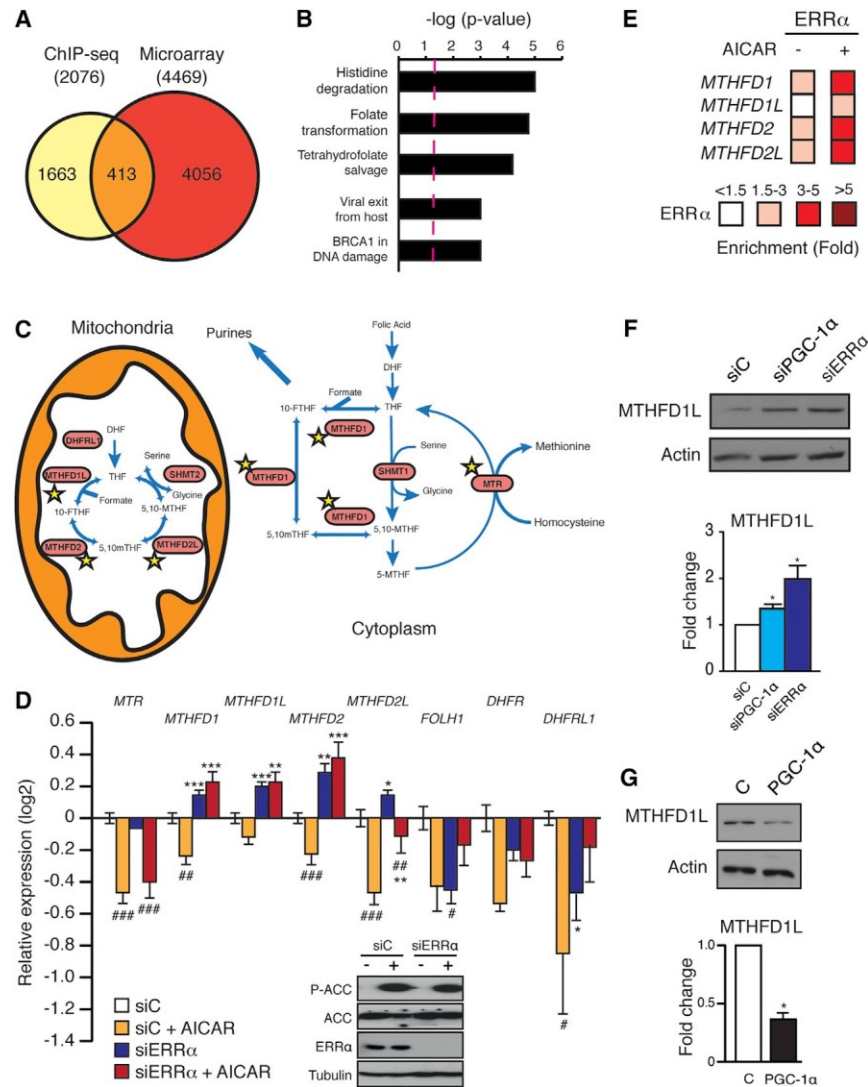 A
ChIP-seq
(2076)
Microarray
(4469)
1663
413
4056
B
-log (p-value)
0 1 2 3 4 5 6
Histidine
degradation
Folate
transformation
Tetrahydrofolate
salvage
Viral exit
from host
BRCA1 in
DNA damage
E
ERRα
AICAR - +
MTHFD1
MTHFD1L
MTHFD2
MTHFD2L
<1.5 1.5-3 3-5 >5
ERRα
Enrichment (Fold)
C
Mitochondria
DHFRL1
DHF
MTHFD1L
THF
Serine
SHMT2
Formate
Glycine
10-FTHF
5,10-MTHF
MTHFD2
5,10mTHF
MTHFD2L
Purines
Folic Acid
DHF
Formate
10-FTHF
THF
MTHFD1
MTHFD1
Serine
SHMT1
Glycine
MTHFD1
5,10mTHF
5,10-MTHF
5-MTHF
MTR
Methionine
Homocysteine
Cytoplasm
F
siC
siPGC-1α
siERRα
MTHFD1L
Actin
MTHFD1L
Fold change
3
2
1
0
* *
siC
siPGC-1α
siERRα
D
MTR
MTHFD1
MTHFD1L
MTHFD2
MTHFD2L
FOLH1
DHFR
DHFRL1
Relative expression (log2)
0.6
0.4
0.2
0
-0.2
-0.4
-0.6
-0.8
-1.0
-1.2
-1.4
### ###
## *** ***
*** **
### ** ***
### * ##
**
#
# *
siC
siC + AICAR
siERRα
siERRα + AICAR
siC siERRα
- + - +
P-ACC
ACC
ERRα
Tubulin
G
C
PGC-1α
MTHFD1L
Actin
MTHFD1L
Fold change
1.0
0.5
0
*
C PGC-1α